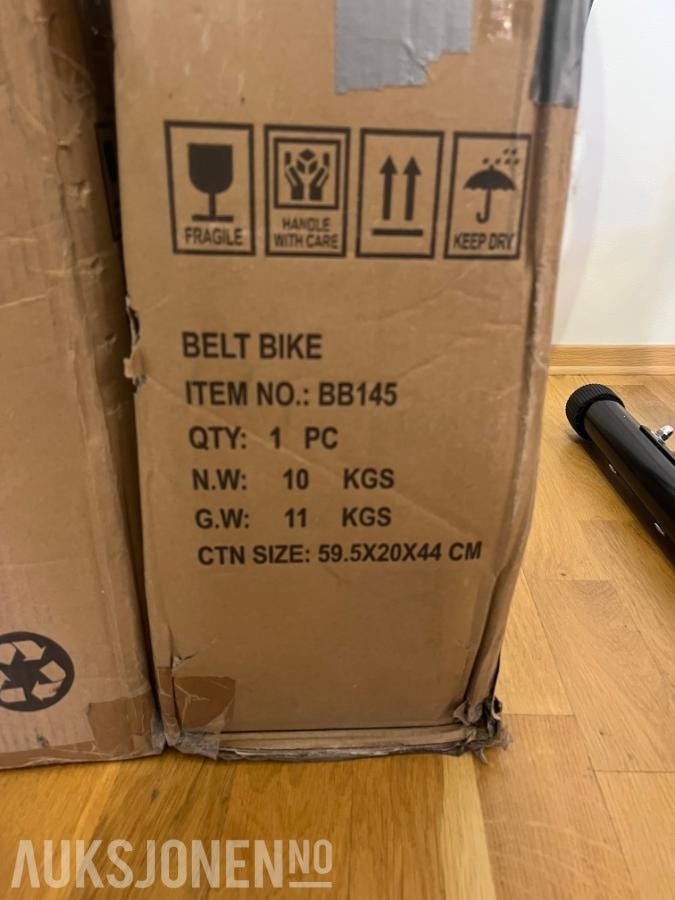 FRAGILE
HANDLE
WITH CARE
KEEP DRY
BELT BIKE
ITEM NO.: BB145
QTY: 1 PC
N.W: 10 KGS
G.W: 11 KGS
CTN SIZE: 59.5X20X44 CM
AUKSJONEN NO